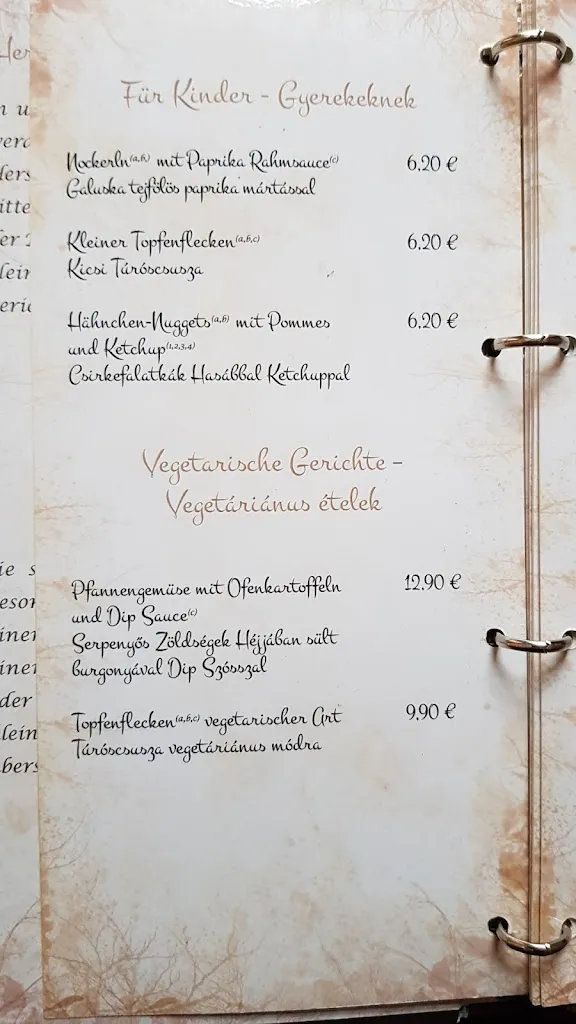 Für Kinder - Gyerekeknek
Nockerln(a,b) mit Paprika Rahmsauce(c) 6,20 €
Galuska tejfölös paprika mártással
Kleiner Topfenflecken(a,b,c) 6,20 €
Kicsi Túróscsusza
Hähnchen-Nuggets(a,b) mit Pommes 6,20 €
und Ketchup(1,2,3,4)
Csirkefalatkák Hasábbal Ketchuppal
Vegetarische Gerichte -
Vegetáriánus ételek
Pfannengemüse mit Ofenkartoffeln 12,90 €
und Dip Sauce(c)
Serpenyős Zöldségek Héjjában sült
burgonyával Dip Szósszal
Topfenflecken(a,b,c) vegetarischer Art 9,90 €
Túróscsusza vegetáriánus módra